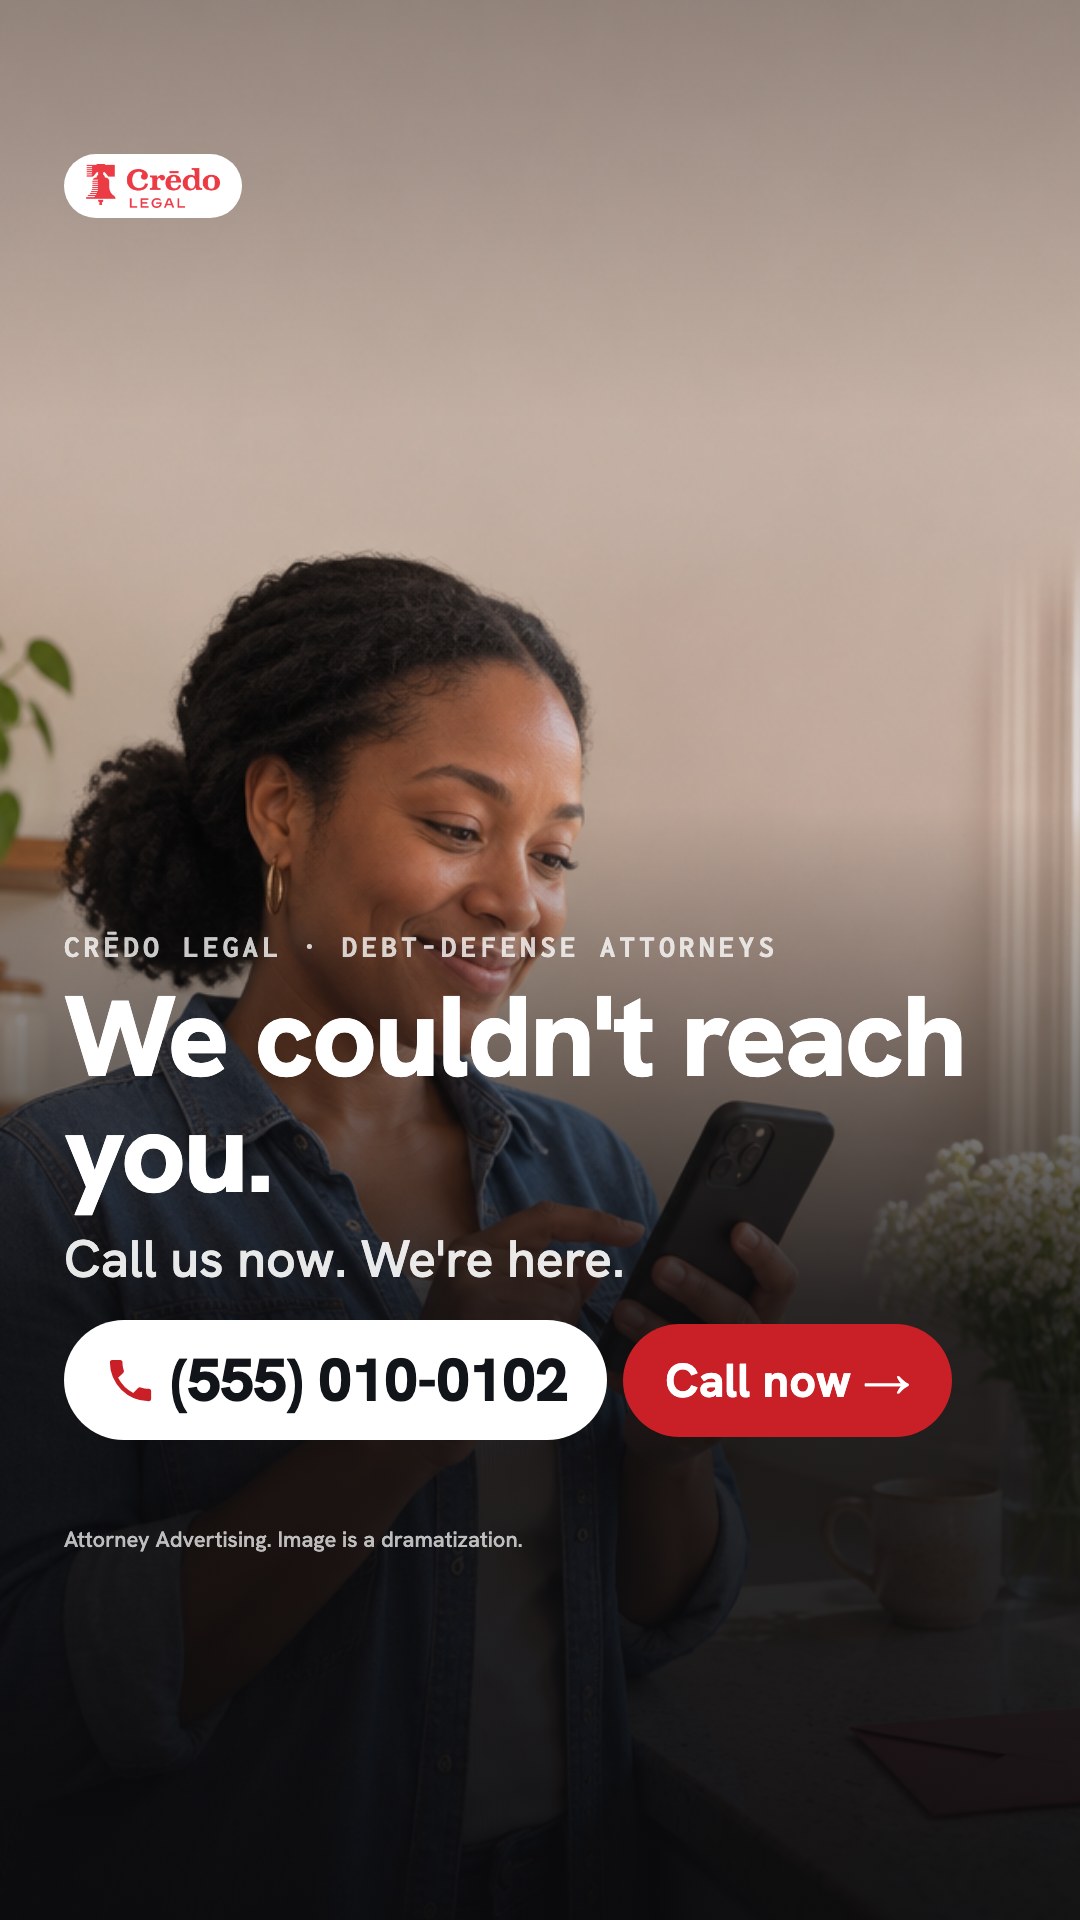 Crēdo
LEGAL
CRĒDO LEGAL · DEBT-DEFENSE ATTORNEYS
We couldn't reach
you.
Call us now. We're here.
(555) 010-0102
Call now →
Attorney Advertising. Image is a dramatization.